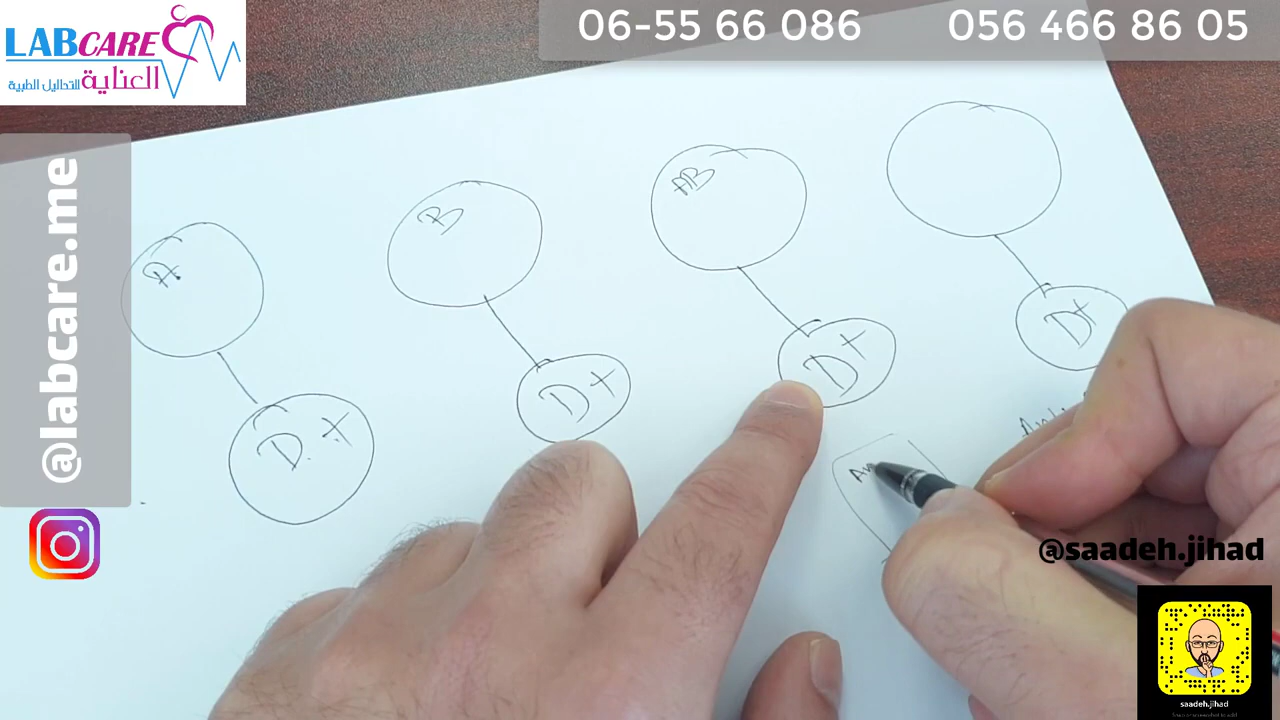 LABCARE
العناية للتحاليل الطبية
06-55 66 086
056 466 86 05
@labcare.me
A
D +
B
D +
AB
D +
D+
@saadeh.jihad
saadeh.jihad